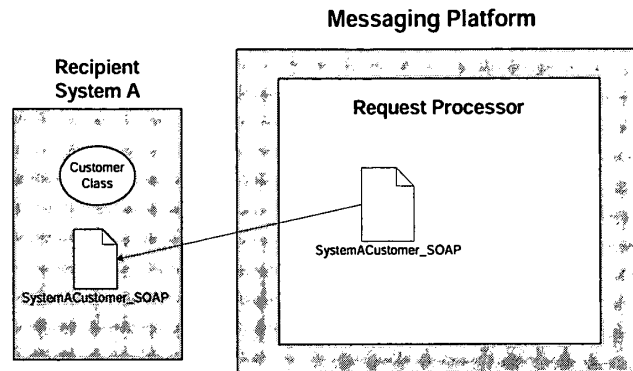 Messaging Platform
Recipient
System A
Request Processor
Customer
Class
SystemACustomer_SOAP
SystemACustomer_SOAP